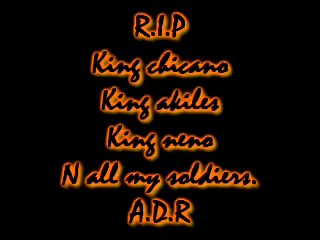 R.I.P
King chicano
King akiles
King neno
N all my soldiers.
A.D.R